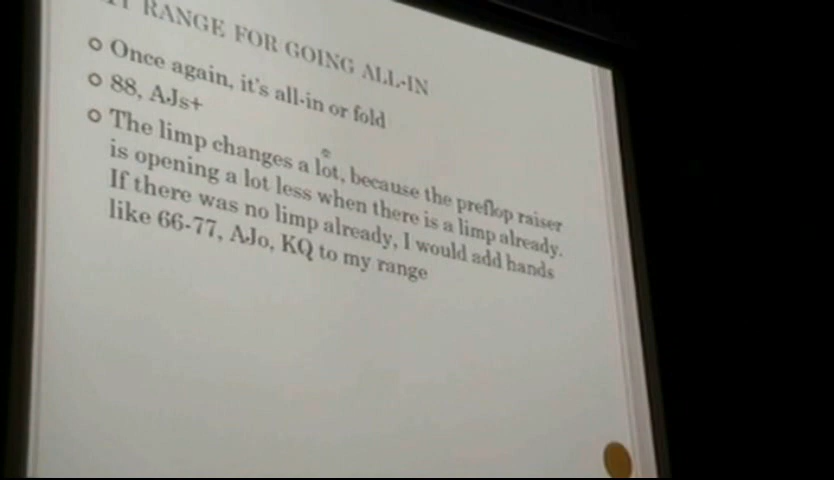 RANGE FOR GOING ALL-IN
Once again, it's all-in or fold
88, AJs+
The limp changes a lot, because the preflop raiser
is opening a lot less when there is a limp already.
If there was no limp already, I would add hands
like 66-77, AJo, KQ to my range